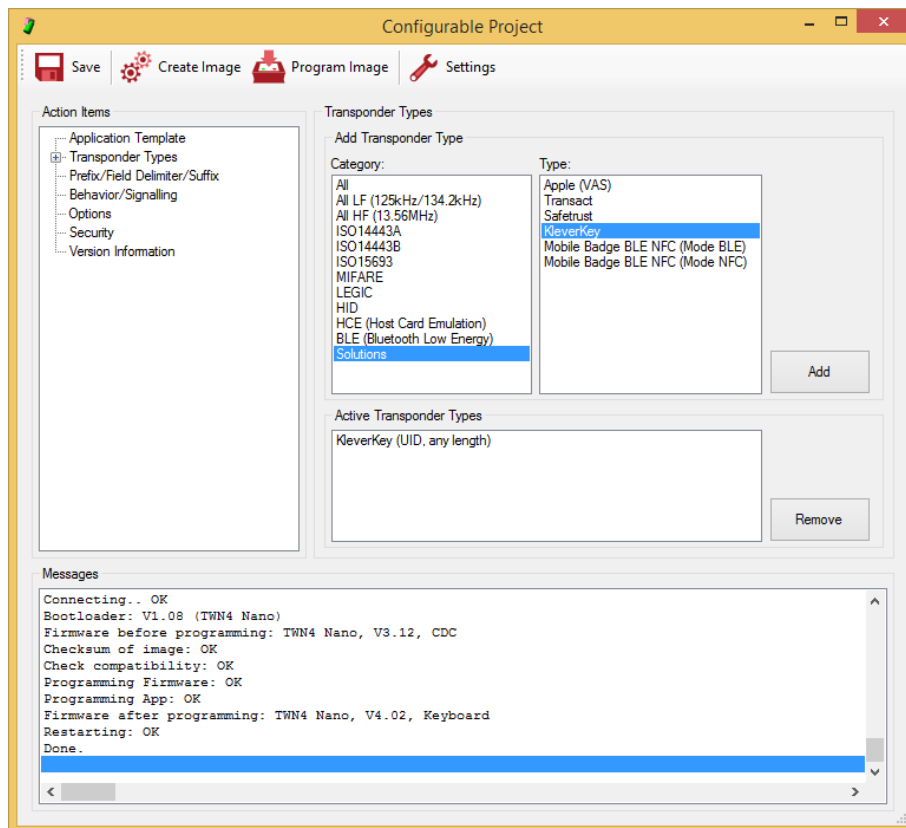 Configurable Project
Save Create Image Program Image Settings
Action Items
Application Template
Transponder Types
Prefix/Field Delimiter/Suffix
Behavior/Signalling
Options
Security
Version Information
Transponder Types
Add Transponder Type
Category:
All
All LF (125kHz/134.2kHz)
All HF (13.56MHz)
ISO14443A
ISO14443B
ISO15693
MIFARE
LEGIC
HID
HCE (Host Card Emulation)
BLE (Bluetooth Low Energy)
Solutions
Type:
Apple (VAS)
Transact
Safetrust
KleverKey
Mobile Badge BLE NFC (Mode BLE)
Mobile Badge BLE NFC (Mode NFC)
Add
Active Transponder Types
KleverKey (UID, any length)
Remove
Messages
Connecting.. OK
Bootloader: V1.08 (TWN4 Nano)
Firmware before programming: TWN4 Nano, V3.12, CDC
Checksum of image: OK
Check compatibility: OK
Programming Firmware: OK
Programming App: OK
Firmware after programming: TWN4 Nano, V4.02, Keyboard
Restarting: OK
Done.